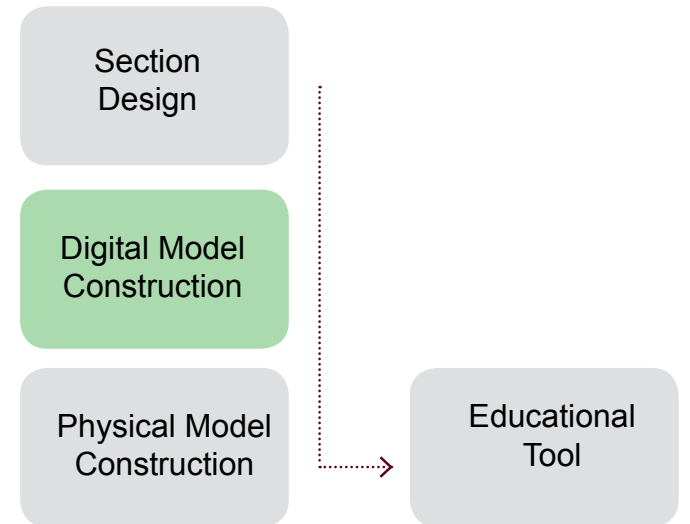 Section
Design
Digital Model
Construction
Physical Model
Construction
Educational
Tool